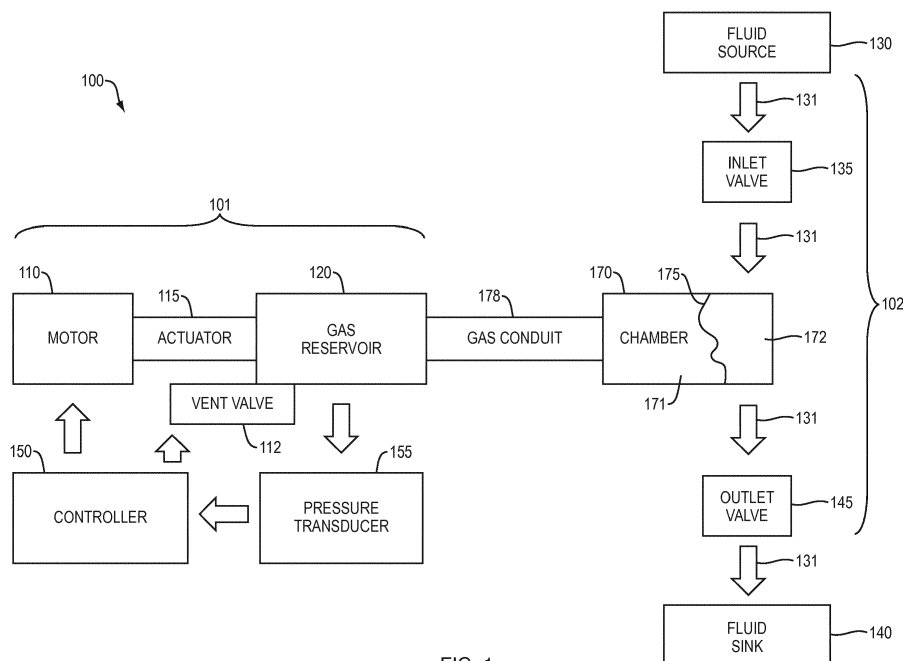 FLUID
SOURCE
130
100
131
102
INLET
VALVE
135
131
101
110
115
120
178
170
175
MOTOR
ACTUATOR
GAS
RESERVOIR
GAS CONDUIT
CHAMBER
172
171
VENT VALVE
112
131
150
155
CONTROLLER
PRESSURE
TRANSDUCER
OUTLET
VALVE
145
131
FLUID
SINK
140
FIG. 1